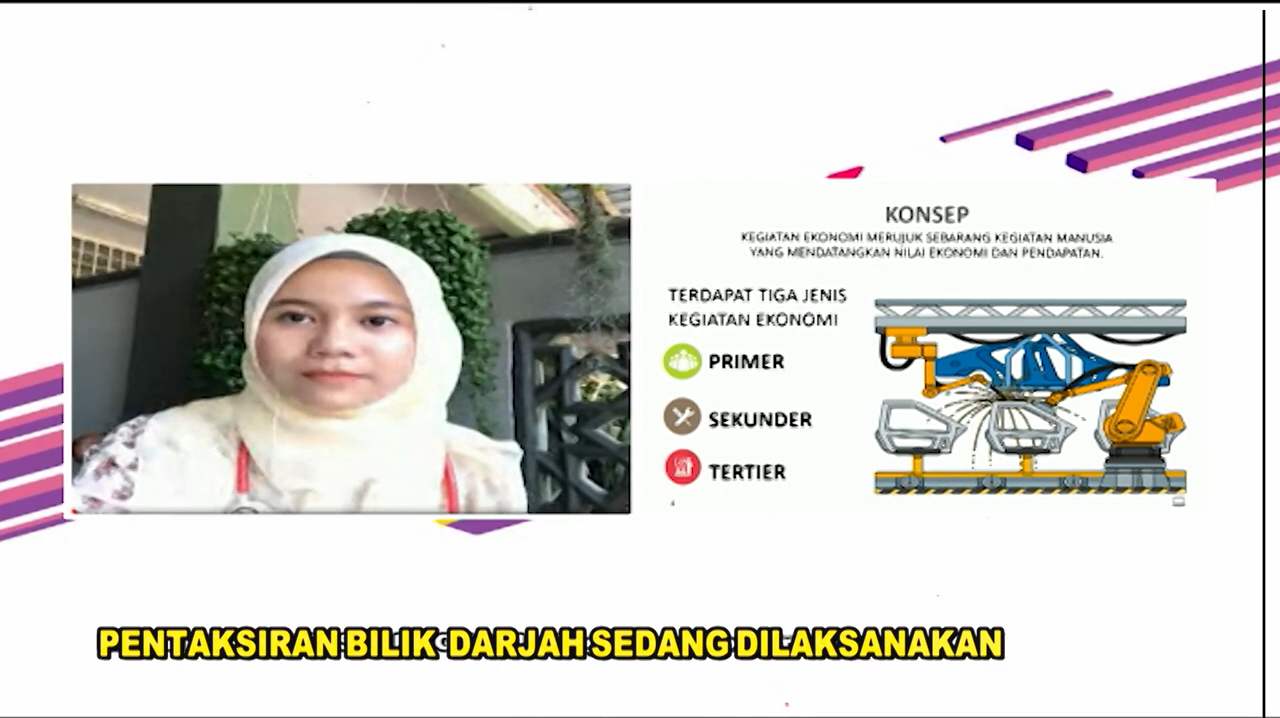 KONSEP
KEGIATAN EKONOMI MERUJUK SEBARANG KEGIATAN MANUSIA
YANG MENDATANGKAN NILAI EKONOMI DAN PENDAPATAN.
TERDAPAT TIGA JENIS
KEGIATAN EKONOMI
PRIMER
SEKUNDER
TERTIER
4
PENTAKSIRAN BILIK DARJAH SEDANG DILAKSANAKAN